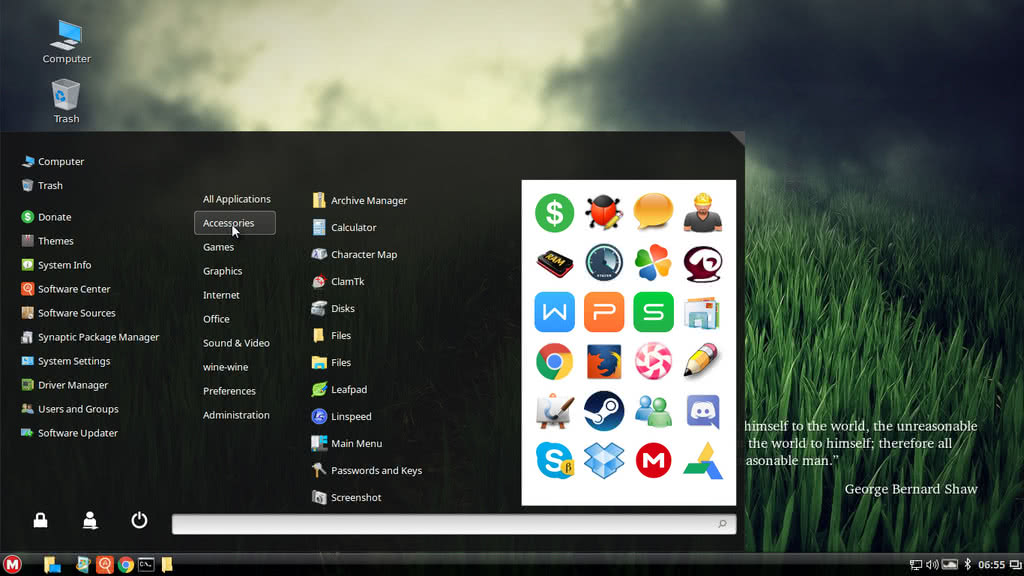 Computer
Trash
Computer
Trash
Donate
Themes
System Info
Software Center
Software Sources
Synaptic Package Manager
System Settings
Driver Manager
Users and Groups
Software Updater
All Applications
Accessories
Games
Graphics
Internet
Office
Sound & Video
wine-wine
Preferences
Administration
Archive Manager
Calculator
Character Map
ClamTk
Disks
Files
Files
Leafpad
Linspeed
Main Menu
Passwords and Keys
Screenshot
$
RAM
W
P
S
S
β
M
himself to the world, the unreasonable
the world to himself; therefore all
asonable man.”
George Bernard Shaw
M
06:55